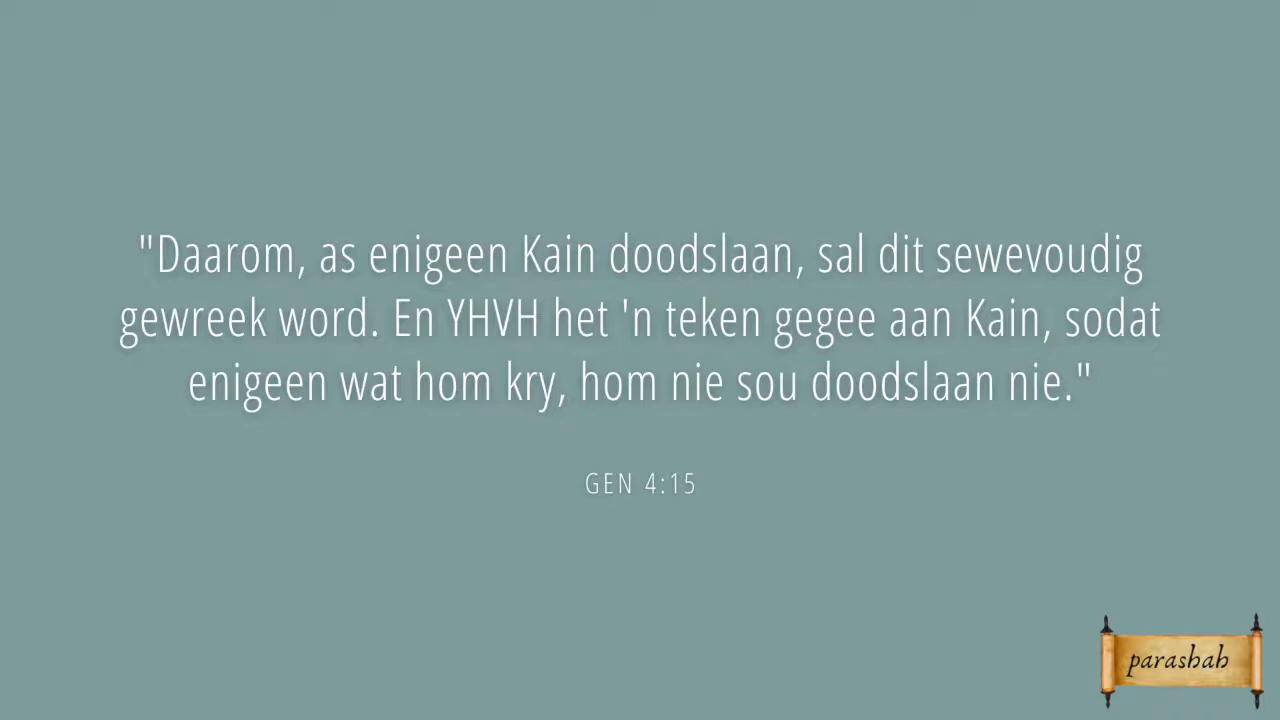 "Daarom, as enigeen Kain doodslaan, sal dit sewevoudig
gewreek word. En YHVH het 'n teken gegee aan Kain, sodat
enigeen wat hom kry, hom nie sou doodslaan nie."
GEN 4:15
parashah